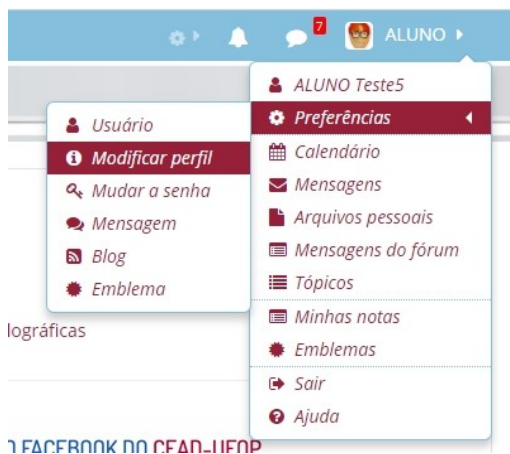 7
ALUNO
ALUNO Teste5
Preferências
Calendário
Mensagens
Arquivos pessoais
Mensagens do fórum
Tópicos
Minhas notas
Emblemas
Sair
Ajuda
Usuário
Modificar perfil
Mudar a senha
Mensagem
Blog
Emblema
lográficas
O FACEBOOK DO CEAD-UFOP